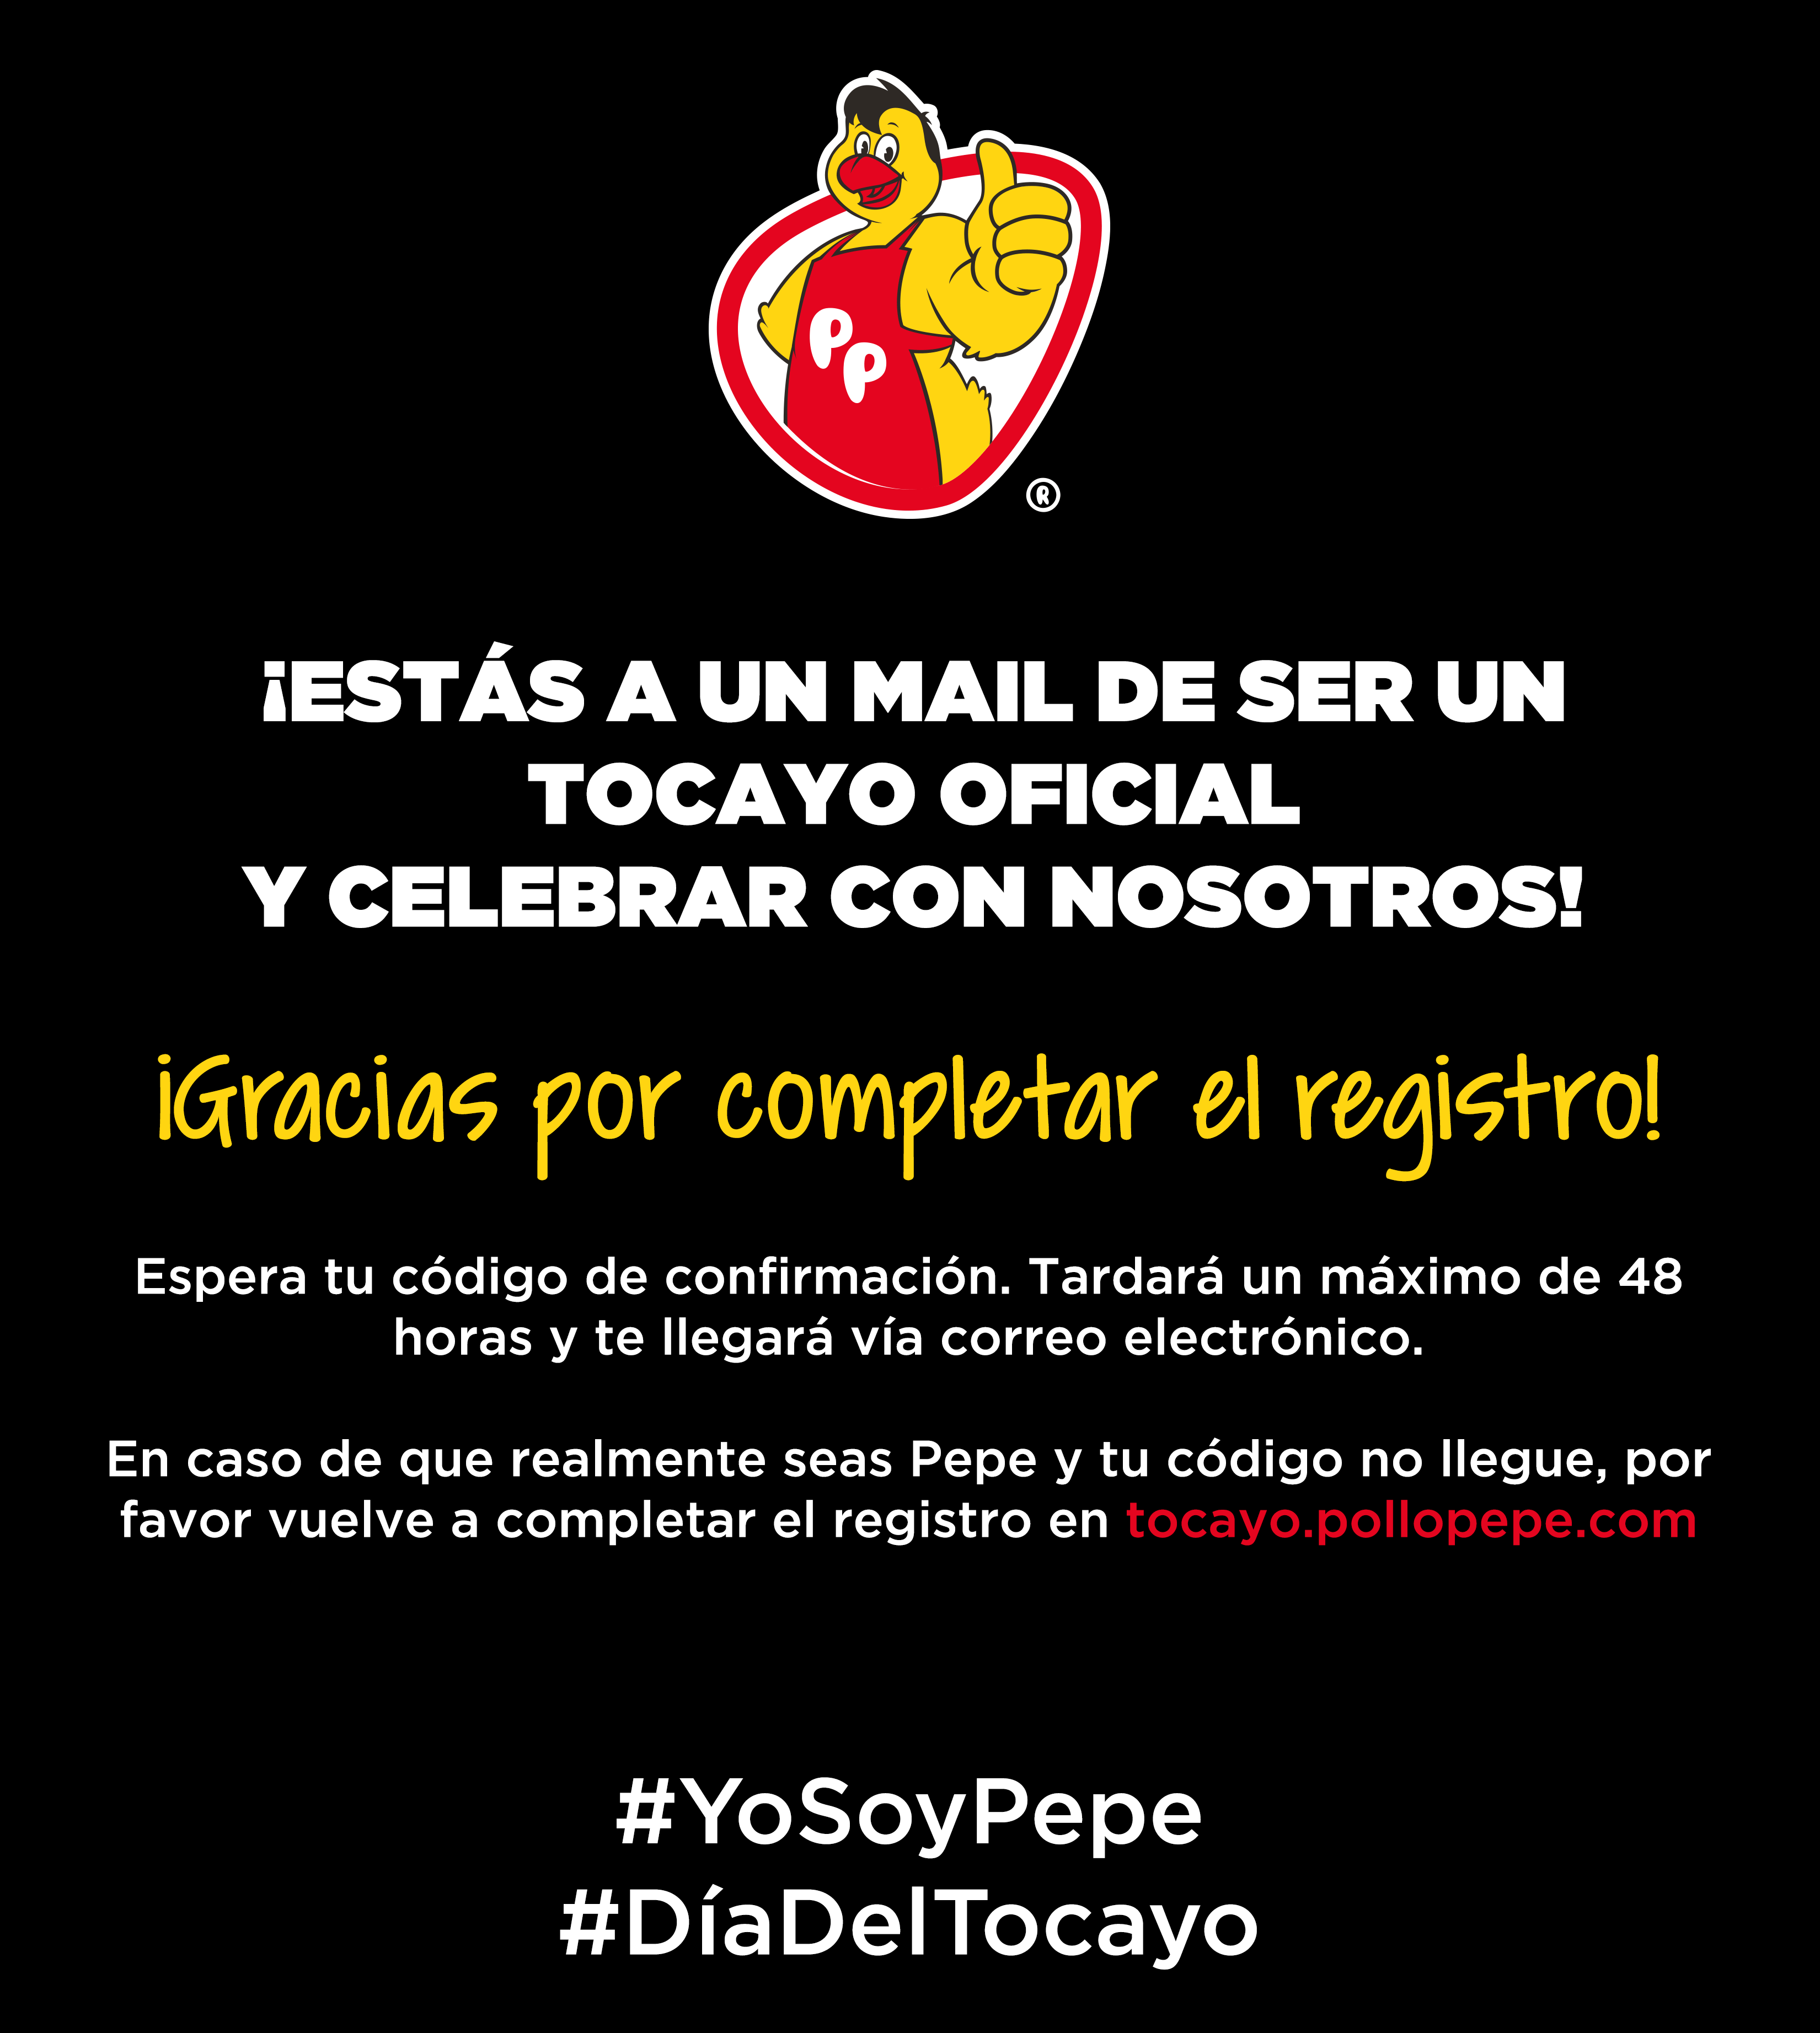 PP
®
¡ESTÁS A UN MAIL DE SER UN
TOCAYO OFICIAL
Y CELEBRAR CON NOSOTROS!
¡Gracias por completar el registro!
Espera tu código de confirmación. Tardará un máximo de 48
horas y te llegará vía correo electrónico.
En caso de que realmente seas Pepe y tu código no llegue, por
favor vuelve a completar el registro en tocayo.pollopepe.com
#YoSoyPepe
#DíaDelTocayo